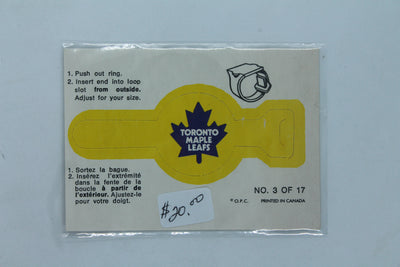 1. Push out ring.
2. Insert end into loop
slot from outside.
Adjust for your size.
TORONTO
MAPLE
LEAFS
1. Sortez la bague.
2. Insérez l'extrémité
dans la fente de la
boucle à partir de
l'extérieur. Ajustez-le
pour votre doigt.
$20.00
NO. 3 OF 17
© O.P.C. PRINTED IN CANADA